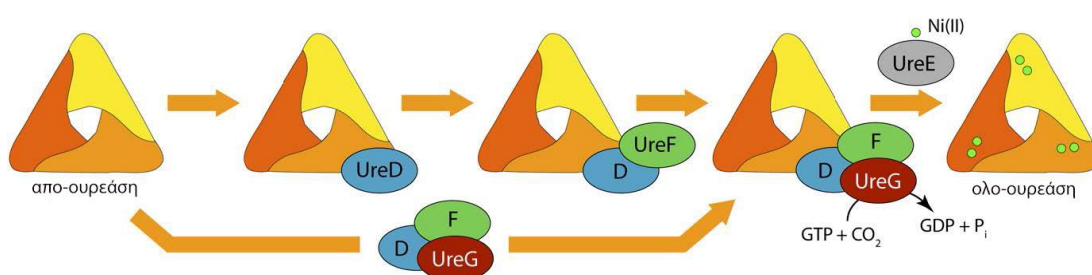 απο-ουρεάση
UreD
UreF
D
F
D
UreG
GTP + CO₂
GDP + Pᵢ
Ni(II)
UreE
ολο-ουρεάση
F
D
UreG